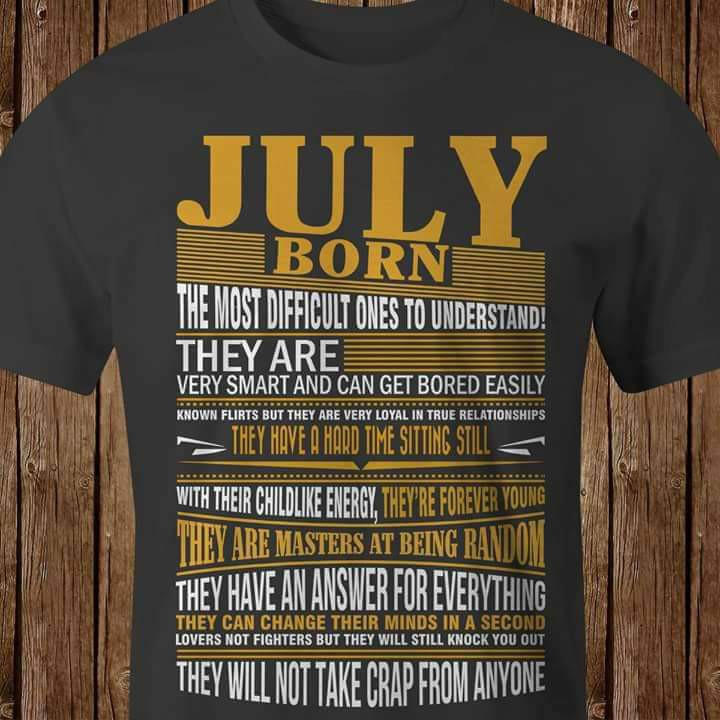 JULY
BORN
THE MOST DIFFICULT ONES TO UNDERSTAND!
THEY ARE
VERY SMART AND CAN GET BORED EASILY
KNOWN FLIRTS BUT THEY ARE VERY LOYAL IN TRUE RELATIONSHIPS
THEY HAVE A HARD TIME SITTING STILL
WITH THEIR CHILDLIKE ENERGY, THEY'RE FOREVER YOUNG
THEY ARE MASTERS AT BEING RANDOM
THEY HAVE AN ANSWER FOR EVERYTHING
THEY CAN CHANGE THEIR MINDS IN A SECOND
LOVERS NOT FIGHTERS BUT THEY WILL STILL KNOCK YOU OUT
THEY WILL NOT TAKE CRAP FROM ANYONE